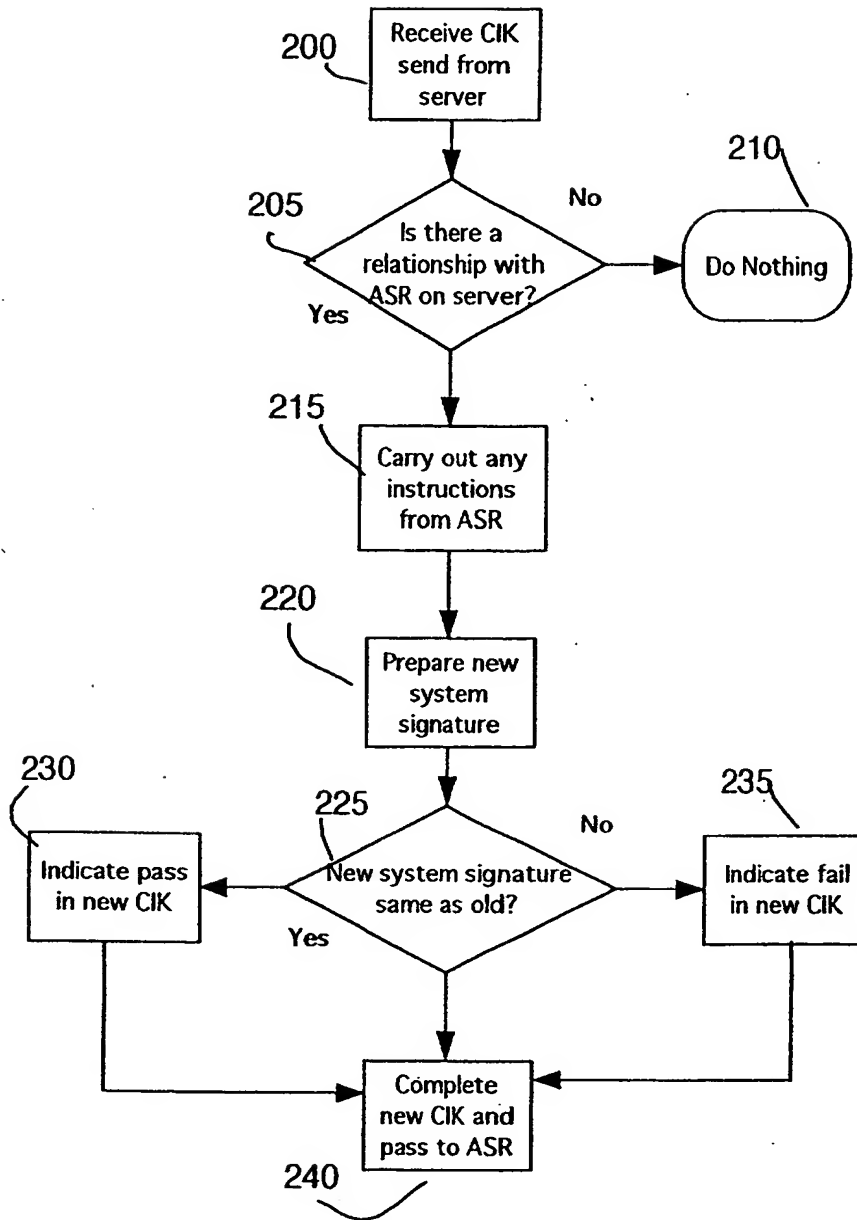 200
Receive CIK
send from
server
210
205
No
Is there a
relationship with
ASR on server?
Do Nothing
Yes
215
Carry out any
instructions
from ASR
220
Prepare new
system
signature
230
225
No
235
Indicate pass
in new CIK
New system signature
same as old?
Indicate fail
in new CIK
Yes
Complete
new CIK and
pass to ASR
240